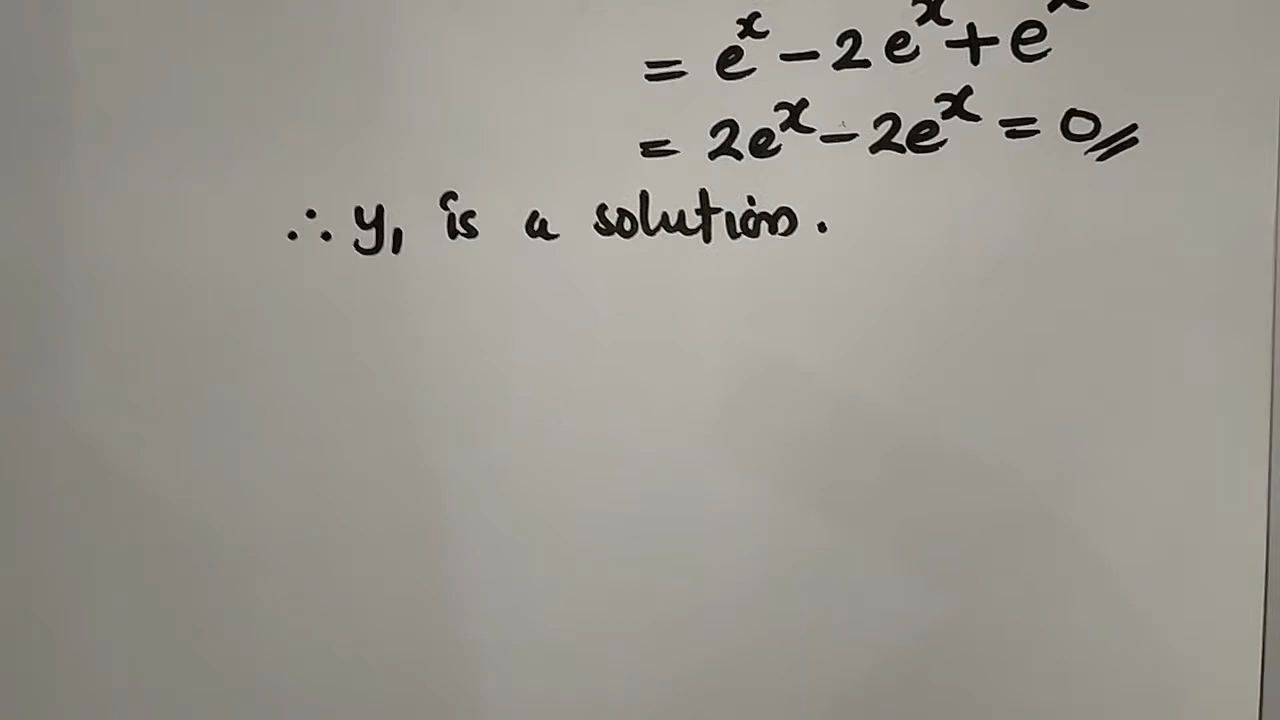 = e^x - 2e^x + e^x
= 2e^x - 2e^x = 0//
∴ y₁ is a solution.